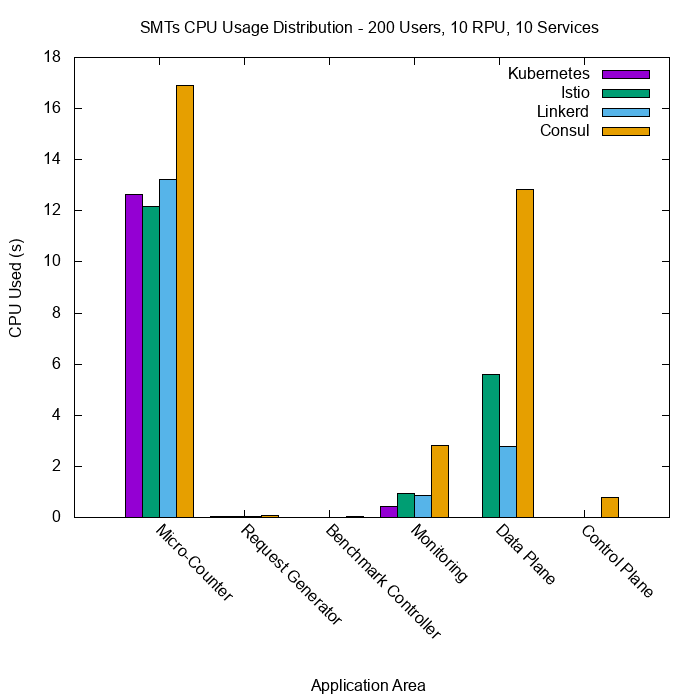 SMTs CPU Usage Distribution - 200 Users, 10 RPU, 10 Services
18
16
14
12
10
8
6
4
2
0
CPU Used (s)
Kubernetes
Istio
Linkerd
Consul
Micro-Counter
Request Generator
Benchmark Controller
Monitoring
Data Plane
Control Plane
Application Area